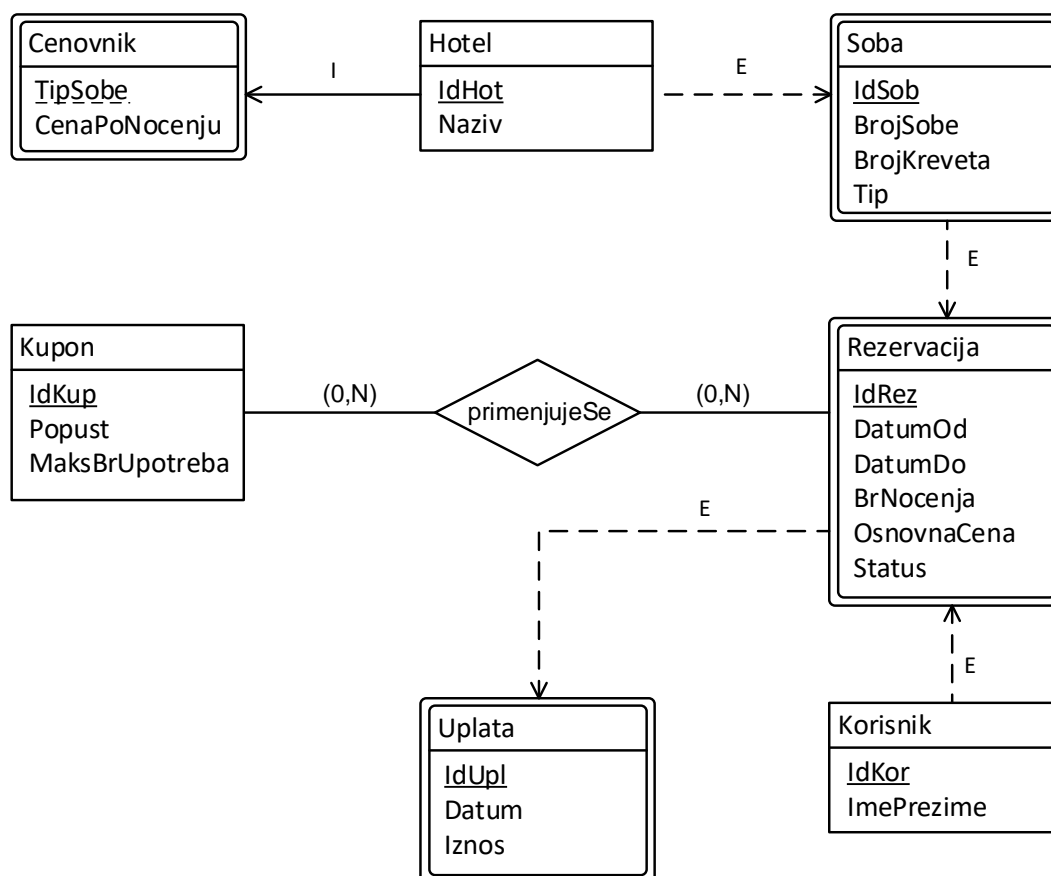 Cenovnik
TipSobe
CenaPoNocenju
I
Hotel
IdHot
Naziv
E
Soba
IdSob
BrojSobe
BrojKreveta
Tip
E
Kupon
IdKup
Popust
MaksBrUpotreba
(0,N)
primenjujeSe
(0,N)
Rezervacija
IdRez
DatumOd
DatumDo
BrNocenja
OsnovnaCena
Status
E
E
Uplata
IdUpl
Datum
Iznos
Korisnik
IdKor
ImePrezime